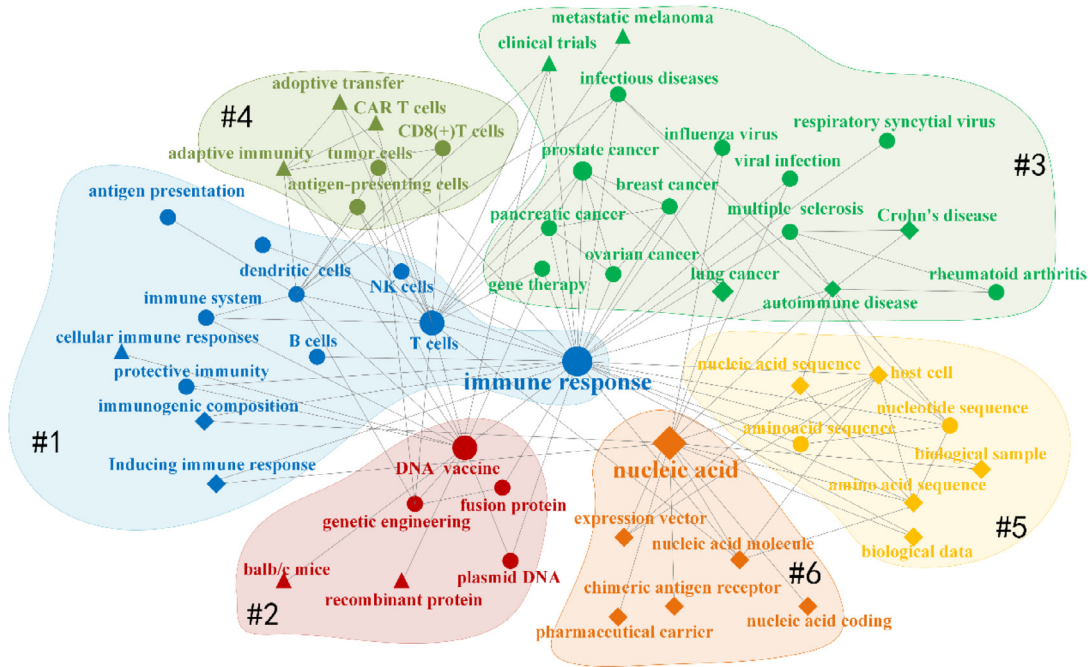 metastatic melanoma
clinical trials
infectious diseases
adoptive transfer
CAR T cells
#4
CD8(+)T cells
influenza virus
respiratory syncytial virus
adaptive immunity
tumor cells
prostate cancer
viral infection
#3
antigen-presenting cells
breast cancer
antigen presentation
pancreatic cancer
multiple sclerosis
Crohn's disease
dendritic cells
ovarian cancer
NK cells
gene therapy
lung cancer
rheumatoid arthritis
immune system
autoimmune disease
cellular immune responses
B cells
T cells
protective immunity
immune response
nucleic acid sequence
host cell
immunogenic composition
nucleotide sequence
#1
aminoacid sequence
biological sample
Inducing immune response
DNA vaccine
nucleic acid
amino acid sequence
fusion protein
genetic engineering
expression vector
#5
nucleic acid molecule
biological data
balb/c mice
plasmid DNA
#6
chimeric antigen receptor
#2
recombinant protein
pharmaceutical carrier
nucleic acid coding